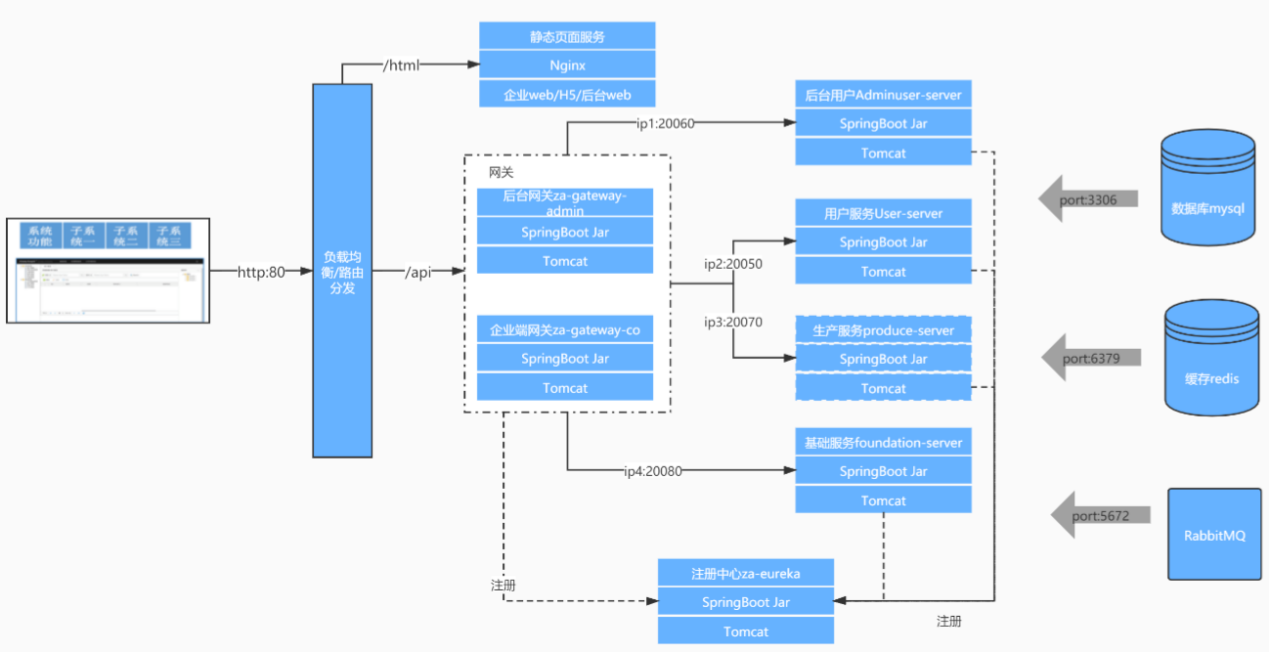 静态页面服务
Nginx
企业web/H5/后台web
/html
系统
功能
子系
统一
子系
统二
子系
统三
http:80
负载均
衡/路由
分发
/api
网关
后台网关za-gateway-
admin
SpringBoot Jar
Tomcat
企业端网关za-gateway-co
SpringBoot Jar
Tomcat
ip1:20060
后台用户Adminuser-server
SpringBoot Jar
Tomcat
ip2:20050
用户服务User-server
SpringBoot Jar
Tomcat
ip3:20070
生产服务produce-server
SpringBoot Jar
Tomcat
ip4:20080
基础服务foundation-server
SpringBoot Jar
Tomcat
注册
注册中心za-eureka
SpringBoot Jar
Tomcat
注册
port:3306
数据库mysql
port:6379
缓存redis
port:5672
RabbitMQ